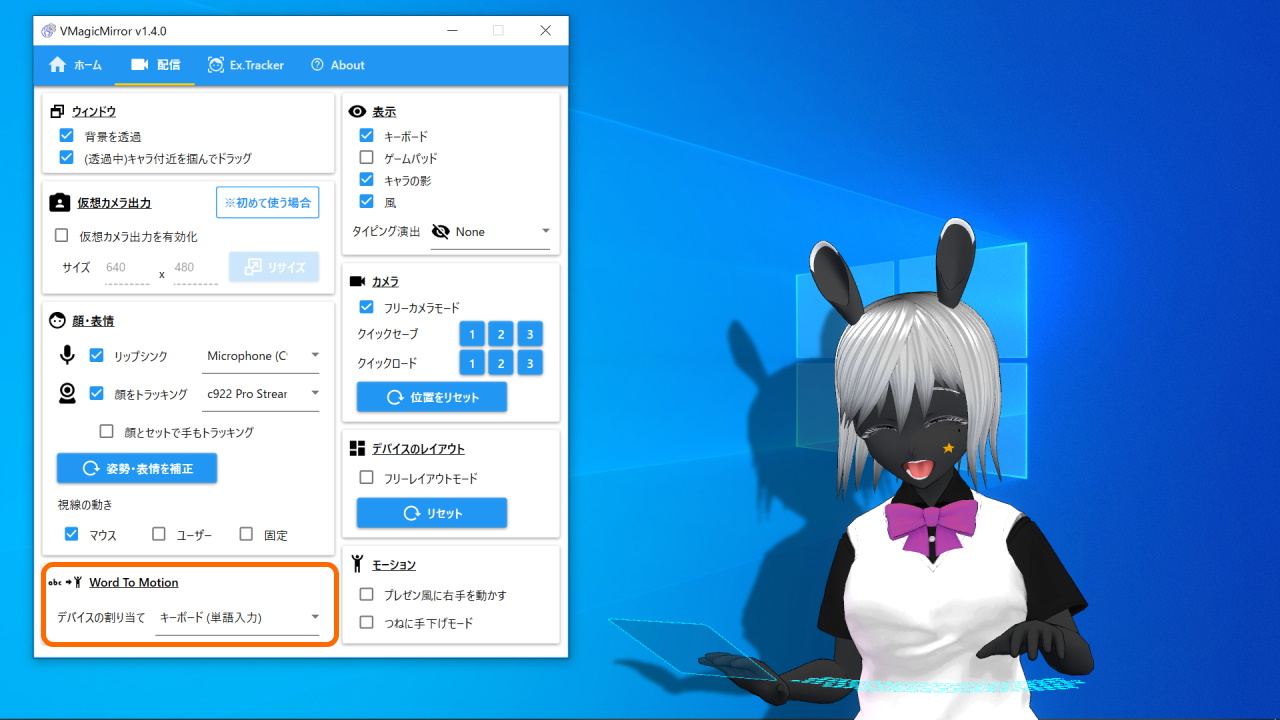 VMagicMirror v1.4.0
ホーム 配信 Ex.Tracker About
ウィンドウ
背景を透過
(透過中)キャラ付近を掴んでドラッグ
仮想カメラ出力 ※初めて使う場合
仮想カメラ出力を有効化
サイズ 640 x 480 リサイズ
顔・表情
リップシンク Microphone (C
顔をトラッキング c922 Pro Strear
顔とセットで手もトラッキング
姿勢・表情を補正
視線の動き
マウス ユーザー 固定
abc Word To Motion
デバイスの割り当て キーボード (単語入力)
表示
キーボード
ゲームパッド
キャラの影
風
タイピング演出 None
カメラ
フリーカメラモード
クイックセーブ 1 2 3
クイックロード 1 2 3
位置をリセット
デバイスのレイアウト
フリーレイアウトモード
リセット
モーション
プレゼン風に右手を動かす
つねに手下げモード